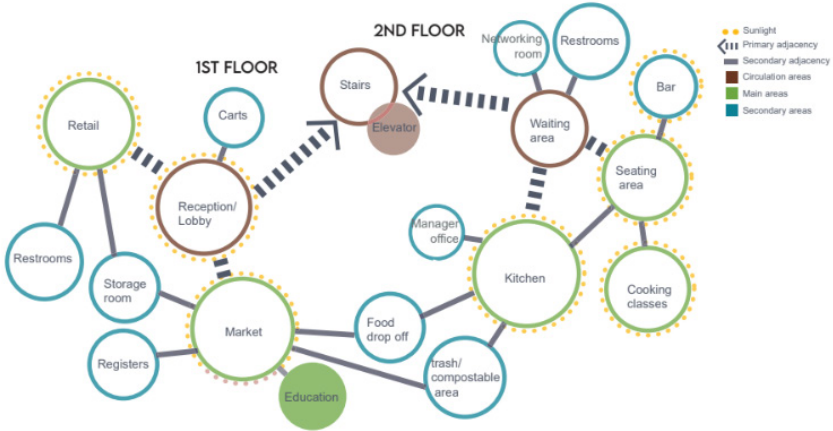 2ND FLOOR
1ST FLOOR
Sunlight
Primary adjacency
Secondary adjacency
Circulation areas
Main areas
Secondary areas
Networking
room
Restrooms
Stairs
Bar
Retail
Carts
Elevator
Waiting
area
Seating
area
Reception/
Lobby
Manager
office
Restrooms
Storage
room
Kitchen
Cooking
classes
Market
Food
drop off
Registers
trash/
compostable
area
Education